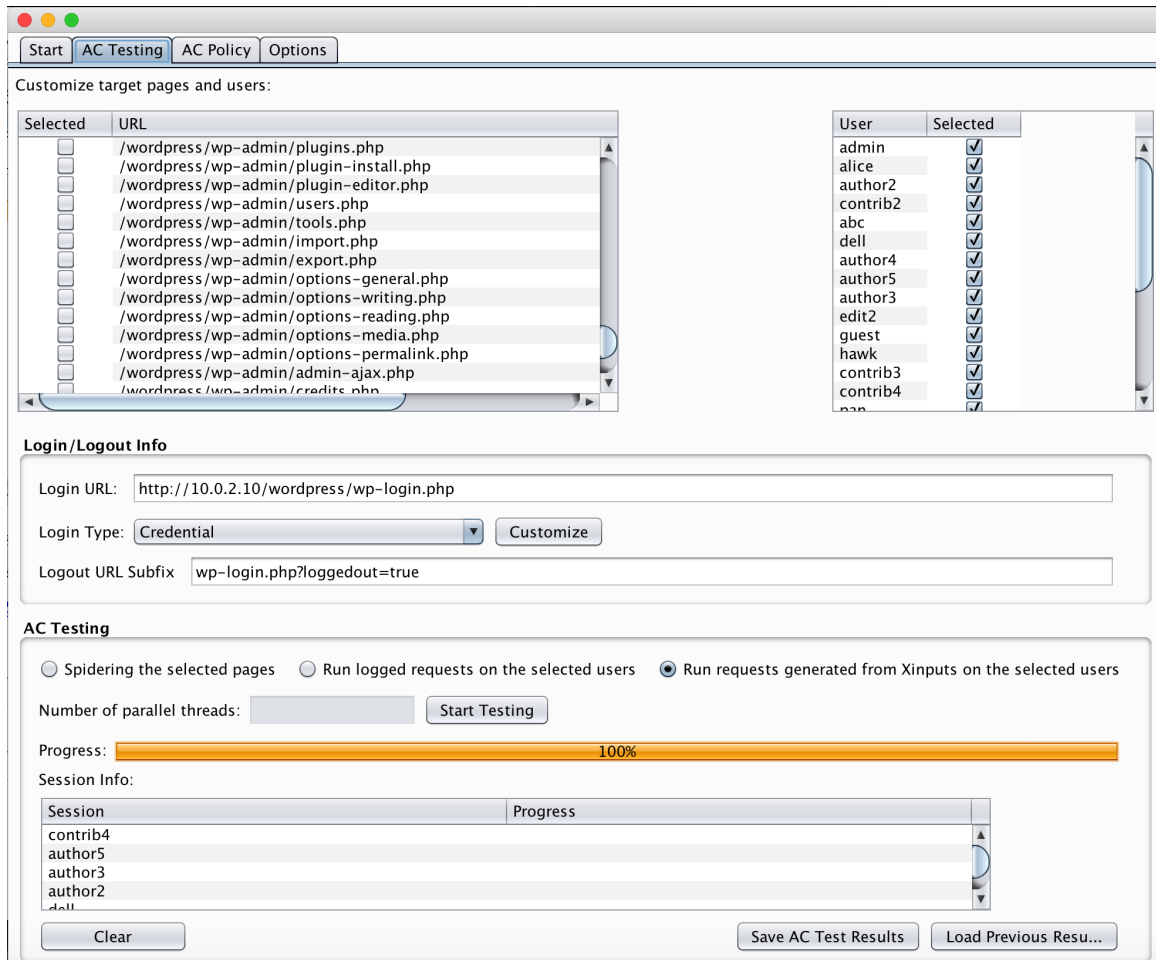 Start AC Testing AC Policy Options
Customize target pages and users:
Selected URL
/wordpress/wp-admin/plugins.php
/wordpress/wp-admin/plugin-install.php
/wordpress/wp-admin/plugin-editor.php
/wordpress/wp-admin/users.php
/wordpress/wp-admin/tools.php
/wordpress/wp-admin/import.php
/wordpress/wp-admin/export.php
/wordpress/wp-admin/options-general.php
/wordpress/wp-admin/options-writing.php
/wordpress/wp-admin/options-reading.php
/wordpress/wp-admin/options-media.php
/wordpress/wp-admin/options-permalink.php
/wordpress/wp-admin/admin-ajax.php
/wordpress/wp-admin/credits.php
User Selected
admin
alice
author2
contrib2
abc
dell
author4
author5
author3
edit2
guest
hawk
contrib3
contrib4
pan
Login/Logout Info
Login URL: http://10.0.2.10/wordpress/wp-login.php
Login Type: Credential Customize
Logout URL Subfix wp-login.php?loggedout=true
AC Testing
Spidering the selected pages Run logged requests on the selected users Run requests generated from Xinputs on the selected users
Number of parallel threads: Start Testing
Progress: 100%
Session Info:
Session Progress
contrib4
author5
author3
author2
dell
Clear Save AC Test Results Load Previous Resu...